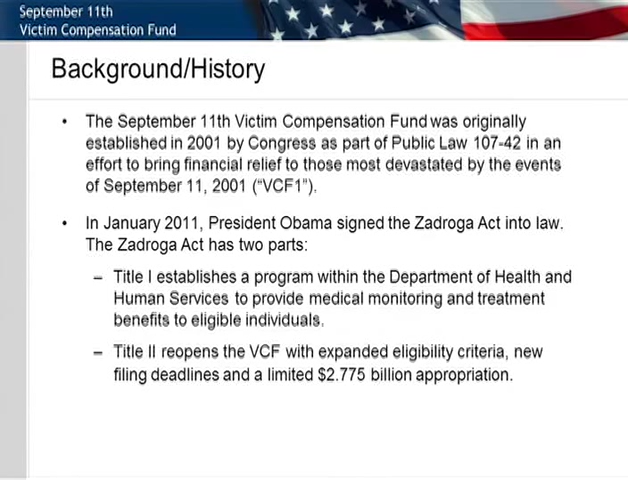 September 11th
Victim Compensation Fund
Background/History
• The September 11th Victim Compensation Fund was originally
established in 2001 by Congress as part of Public Law 107-42 in an
effort to bring financial relief to those most devastated by the events
of September 11, 2001 (“VCF1”).
• In January 2011, President Obama signed the Zadroga Act into law.
The Zadroga Act has two parts:
– Title I establishes a program within the Department of Health and
Human Services to provide medical monitoring and treatment
benefits to eligible individuals.
– Title II reopens the VCF with expanded eligibility criteria, new
filing deadlines and a limited $2.775 billion appropriation.